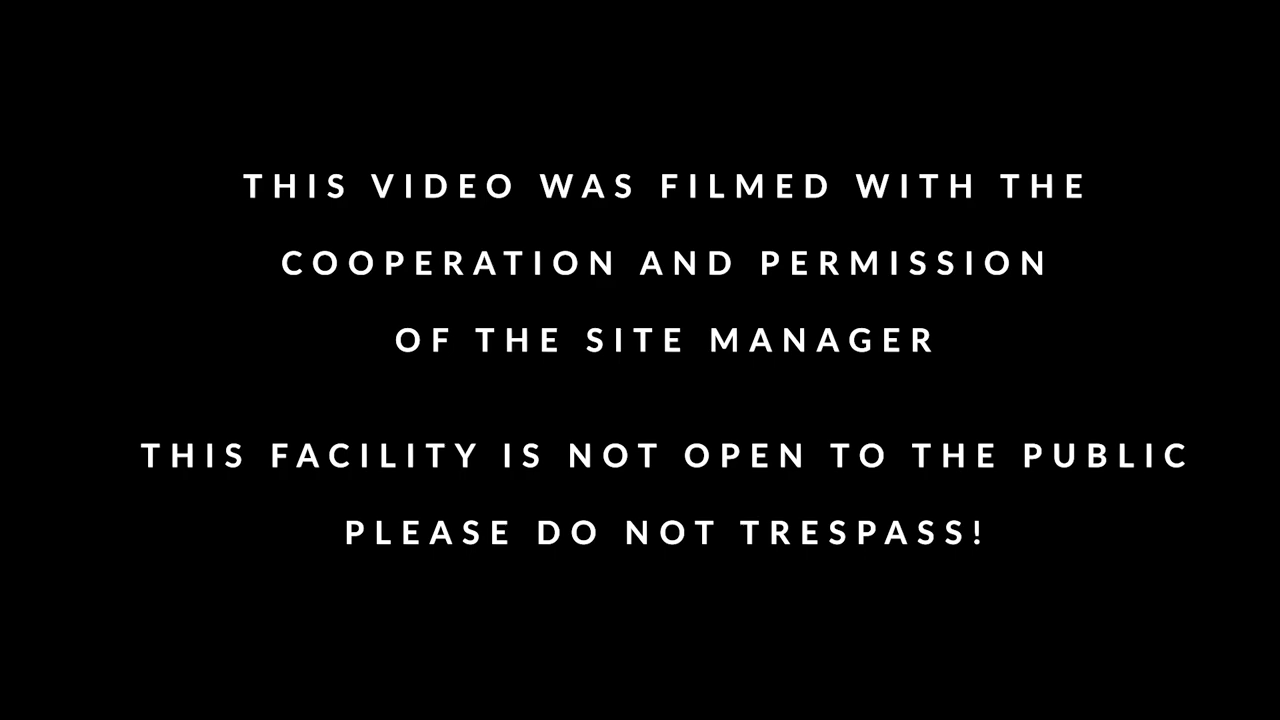 THIS VIDEO WAS FILMED WITH THE
COOPERATION AND PERMISSION
OF THE SITE MANAGER
THIS FACILITY IS NOT OPEN TO THE PUBLIC
PLEASE DO NOT TRESPASS!